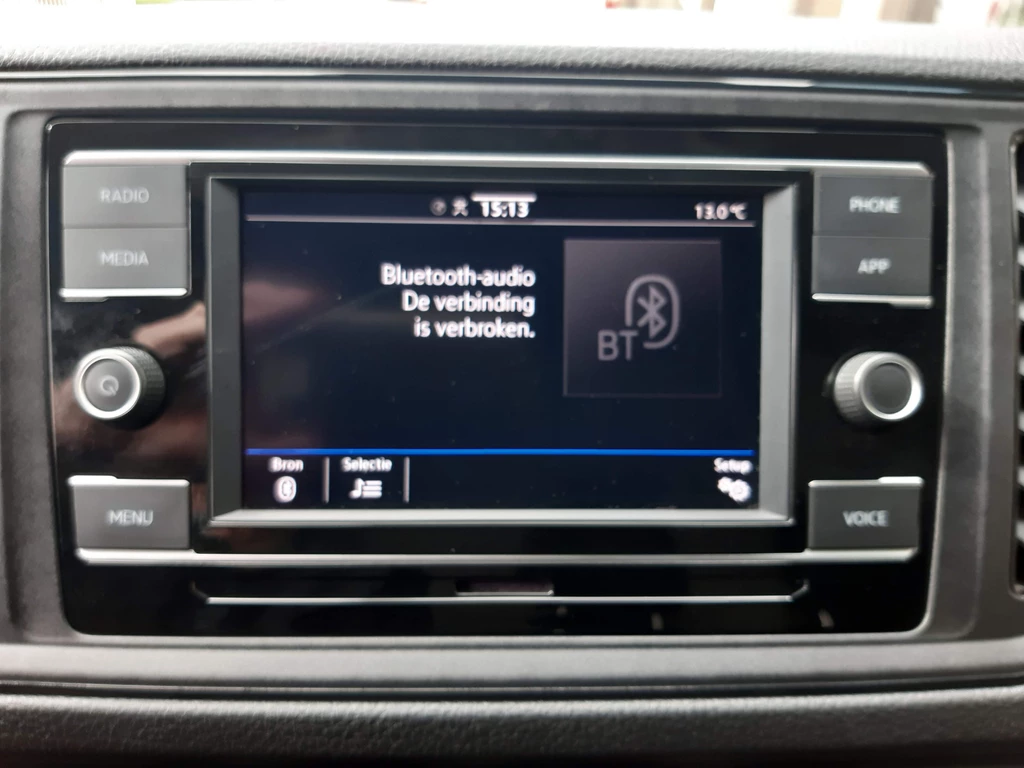 RADIO
MEDIA
MENU
15:13
13.0°C
Bluetooth-audio
De verbinding
is verbroken.
BT
Bron
Selectie
Setup
PHONE
APP
VOICE